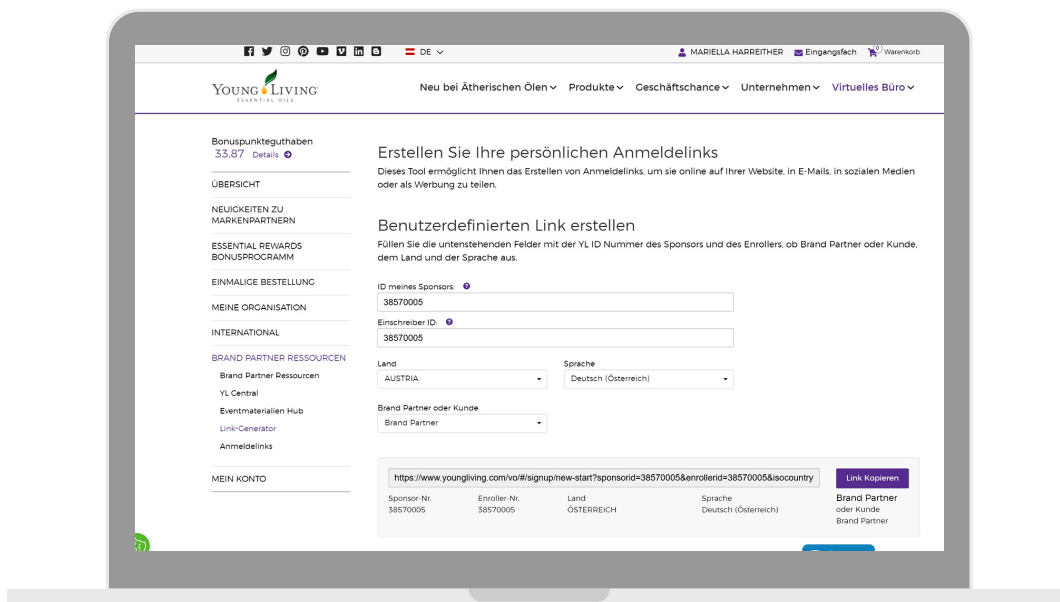 DE
MARIELLA HARREITHER
Eingangsfach
0
Warenkorb
YOUNG LIVING
ESSENTIAL OILS
Neu bei Ätherischen Ölen
Produkte
Geschäftschance
Unternehmen
Virtuelles Büro
Bonuspunkteguthaben
33,87 Details
ÜBERSICHT
NEUIGKEITEN ZU
MARKENPARTNERN
ESSENTIAL REWARDS
BONUSPROGRAMM
EINMALIGE BESTELLUNG
MEINE ORGANISATION
INTERNATIONAL
BRAND PARTNER RESSOURCEN
Brand Partner Ressourcen
YL Central
Eventmaterialien Hub
Link-Generator
Anmeldelinks
MEIN KONTO
Erstellen Sie Ihre persönlichen Anmeldelinks
Dieses Tool ermöglicht Ihnen das Erstellen von Anmeldelinks, um sie online auf Ihrer Website, in E-Mails, in sozialen Medien
oder als Werbung zu teilen.
Benutzerdefinierten Link erstellen
Füllen Sie die untenstehenden Felder mit der YL ID Nummer des Sponsors und des Enrollers, ob Brand Partner oder Kunde,
dem Land und der Sprache aus.
ID meines Sponsors:
38570005
Einschreiber ID:
38570005
Land
AUSTRIA
Sprache
Deutsch (Österreich)
Brand Partner oder Kunde
Brand Partner
https://www.youngliving.com/vo/#/signup/new-start?sponsorid=38570005&enrollerid=38570005&isocountry
Link Kopieren
Sponsor-Nr.
38570005
Enroller-Nr.
38570005
Land
ÖSTERREICH
Sprache
Deutsch (Österreich)
Brand Partner
oder Kunde
Brand Partner